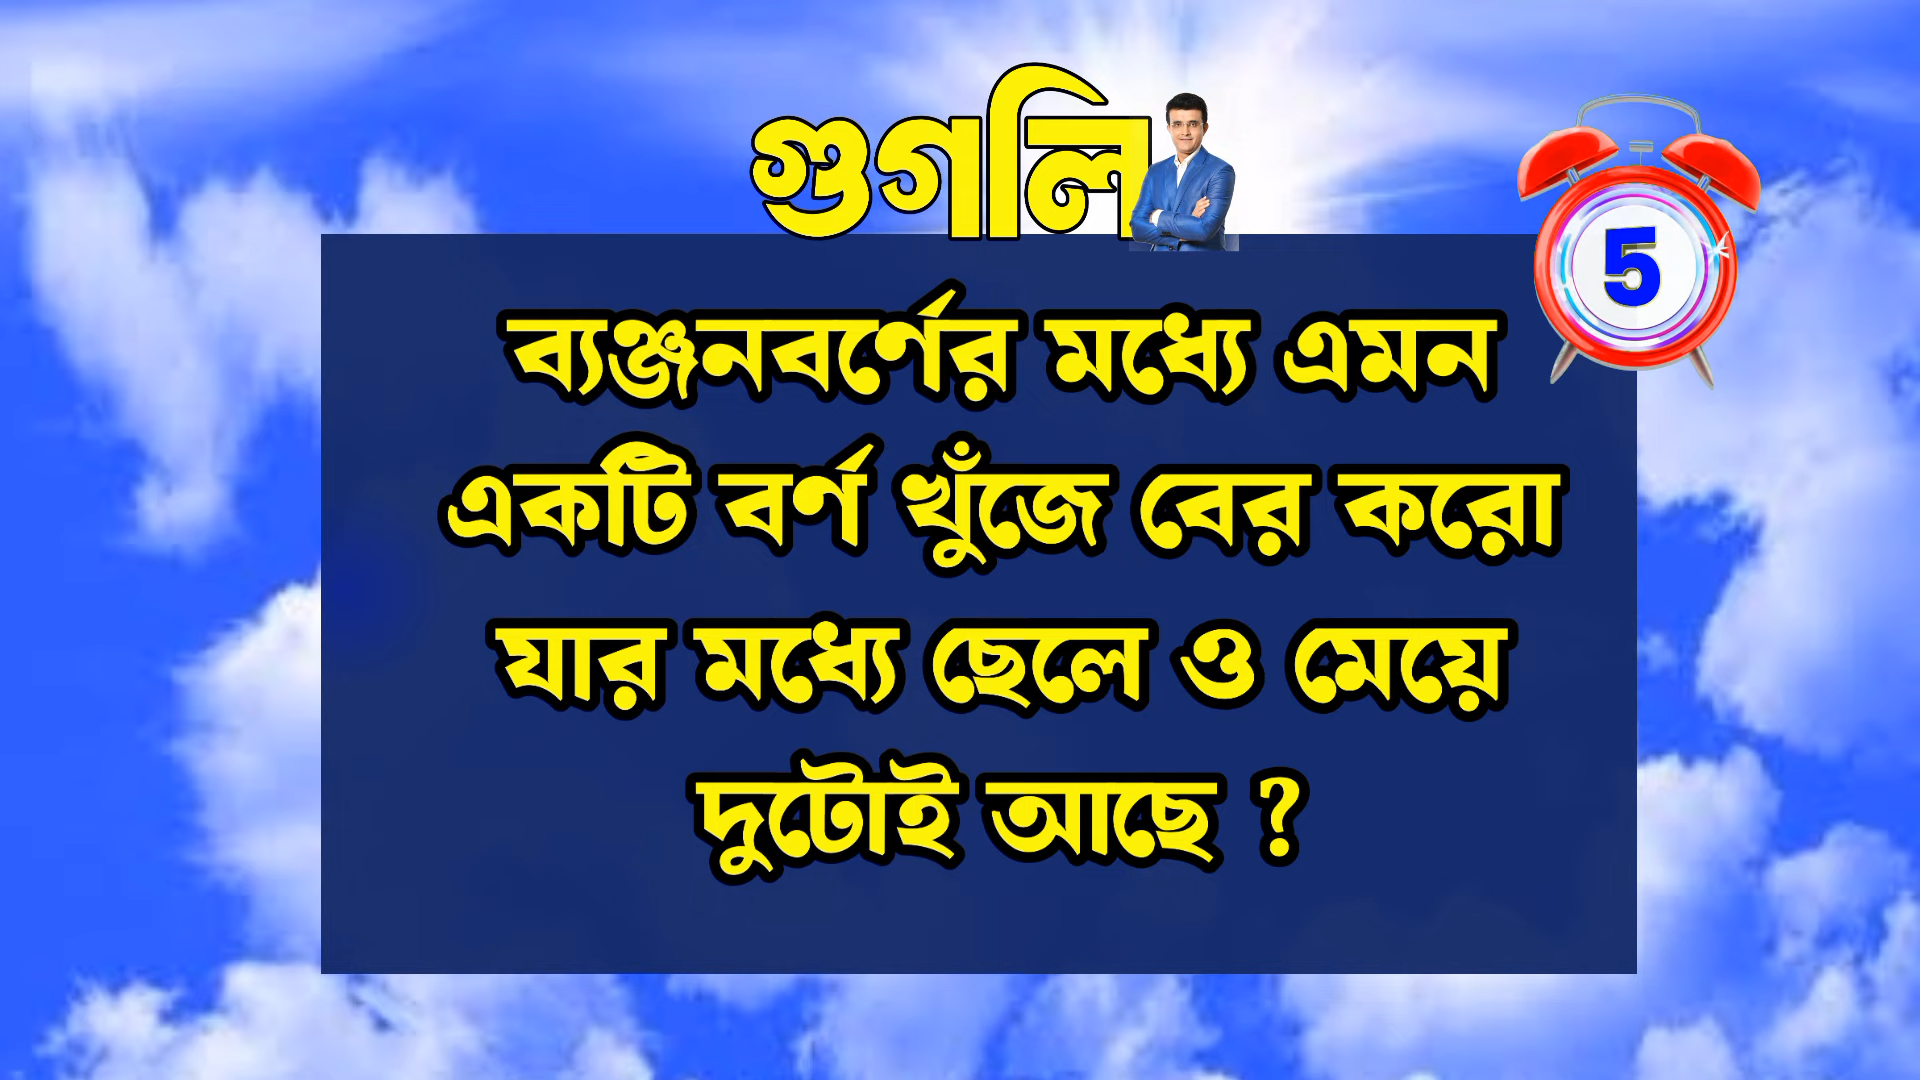 গুগলি
5
ব্যঞ্জনবর্ণের মধ্যে এমন
একটি বর্ণ খুঁজে বের করো
যার মধ্যে ছেলে ও মেয়ে
দুটোই আছে ?